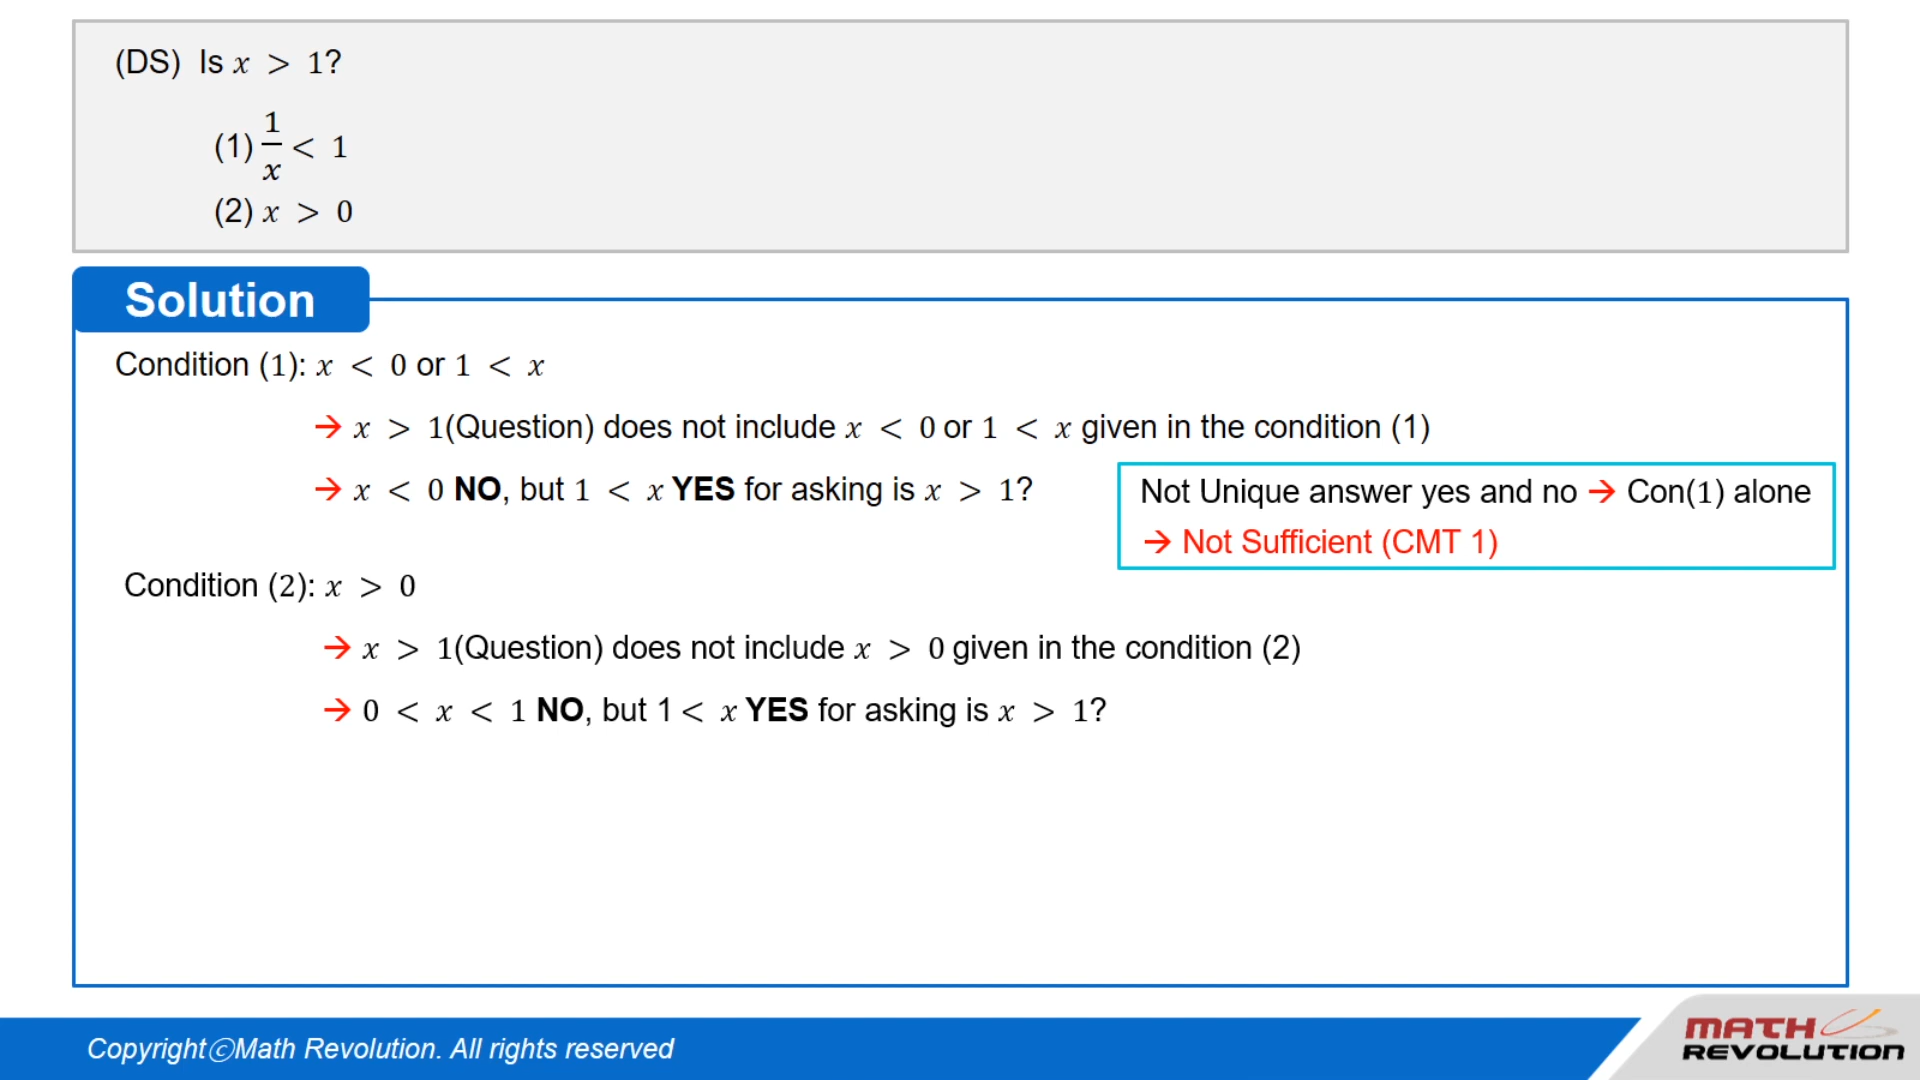 (DS) Is x > 1?
(1) 1/x < 1
(2) x > 0
Solution
Condition (1): x < 0 or 1 < x
→ x > 1(Question) does not include x < 0 or 1 < x given in the condition (1)
→ x < 0 NO, but 1 < x YES for asking is x > 1?
Not Unique answer yes and no → Con(1) alone
→ Not Sufficient (CMT 1)
Condition (2): x > 0
→ x > 1(Question) does not include x > 0 given in the condition (2)
→ 0 < x < 1 NO, but 1 < x YES for asking is x > 1?
CopyrightⓒMath Revolution. All rights reserved
MATH
REVOLUTION